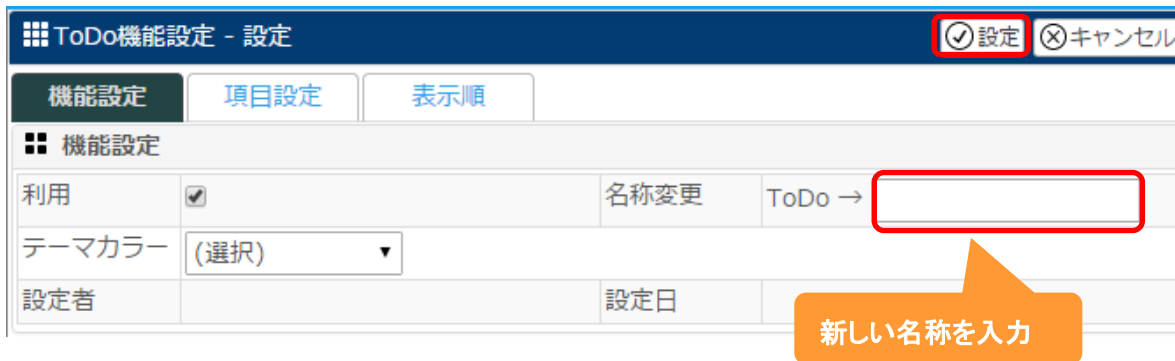 ToDo機能設定 - 設定 設定 キャンセル
機能設定 項目設定 表示順
機能設定
利用 名称変更 ToDo →
テーマカラー (選択)
設定者 設定日
新しい名称を入力